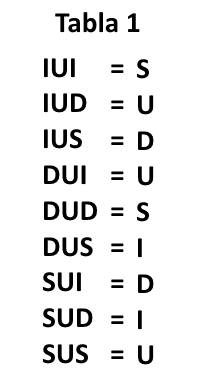 Tabla 1
IUI = S
IUD = U
IUS = D
DUI = U
DUD = S
DUS = I
SUI = D
SUD = I
SUS = U